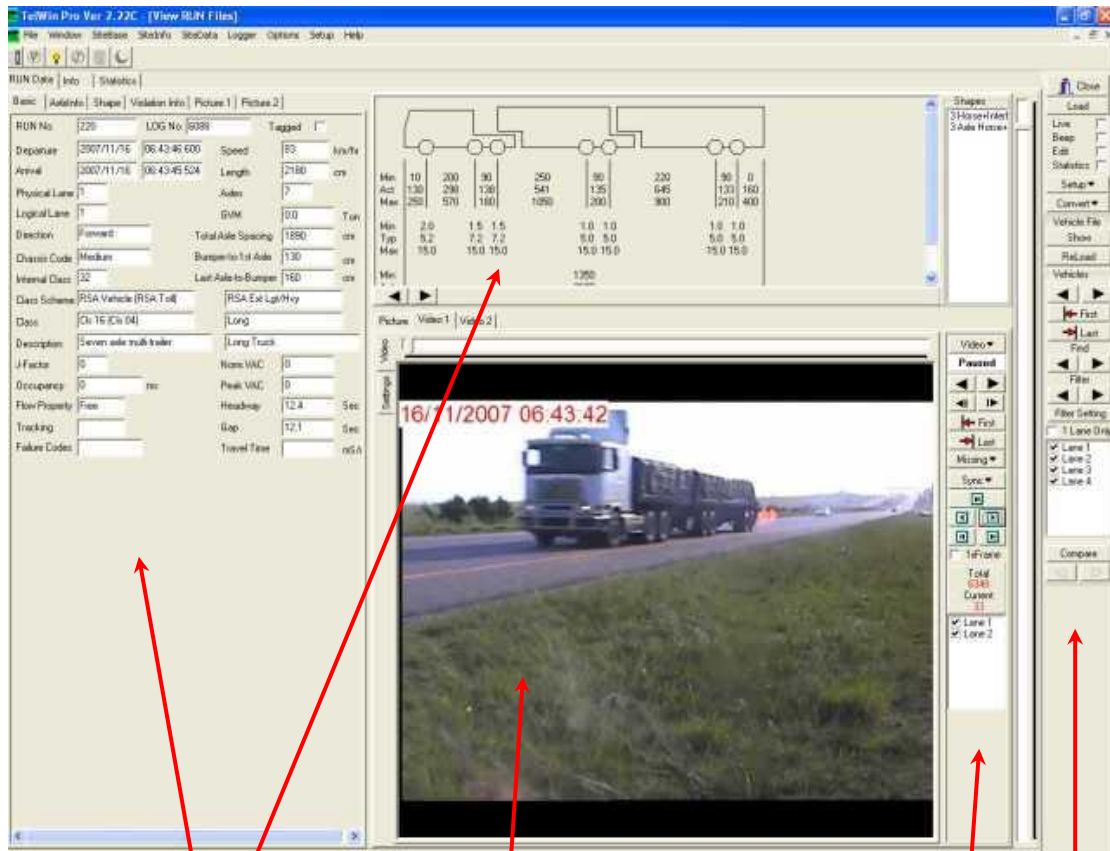 TelWin Pro Ver 2.22C - [View RUN Files]
File Window SiteBase SiteInfo SiteData Logger Options Setup Help
RUN Data Info Statistics
Basic AxleInfo Shape Violation Info Picture 1 Picture 2
RUN No. 220 LOG No. 6086 Tagged
Departure 2007/11/16 06:43:46.600 Speed 83 km/hr
Arrival 2007/11/16 06:43:45.524 Length 2180 cm
Physical Lane 1 Axles 7
Logical Lane 1 GVM 0.0 Ton
Direction Forward Total Axle Spacing 1890 cm
Chassis Code Medium Bumper-to-1st Axle 130 cm
Internal Class 32 Last Axle-to-Bumper 160 cm
Class Scheme RSA Vehicle (RSA Toll) RSA Ext Lgt/Hvy
Class Cls 16 (Cls 04) Long
Description Seven axle multi-trailer Long Truck
J-Factor 0 Norm VAC 0
Occupancy 0 ms Peak VAC 0
Flow Property Free Headway 12.4 Sec
Tracking Gap 12.1 Sec
Failure Codes Travel Time
Min 10 200 90 250 90 220 90 0
Act 130 298 138 541 135 645 133 160
Max 250 570 180 1050 200 900 210 400
Min 2.0 1.5 1.5 1.0 1.0 1.0 1.0
Typ 5.2 7.2 7.2 5.0 5.0 5.0 5.0
Max 15.0 15.0 15.0 15.0 15.0 15.0 15.0
Min 1350
Shapes
3 Axle Horse+
Picture Video 1 Video 2
Video
Settings
16/11/2007 06:43:42
Video
Paused
First
Last
Missing
Sync
1xFrame
Total
6348
Current
33
Lane 1
Lane 2
Close
Load
Live
Beep
Edit
Statistics
Setup
Convert
Vehicle File
Show
ReLoad
Vehicles
First
Last
Find
Filter
Filter Setting
1 Lane Only
Lane 1
Lane 2
Lane 3
Lane 4
Compare